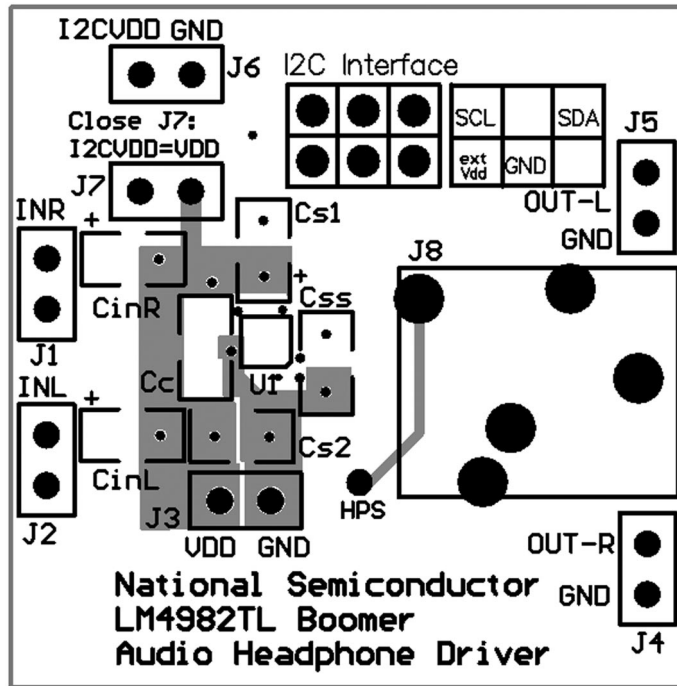 I2CVDD GND
J6
I2C Interface
Close J7:
I2CVDD=VDD
J7
SCL
SDA
ext
Vdd
GND
J5
OUT-L
GND
INR
+
Cs1
+
CinR
J1
Css
J8
Cc
U1
INL
+
CinL
J2
Cs2
J3
VDD GND
HPS
OUT-R
GND
J4
National Semiconductor
LM4982TL Boomer
Audio Headphone Driver